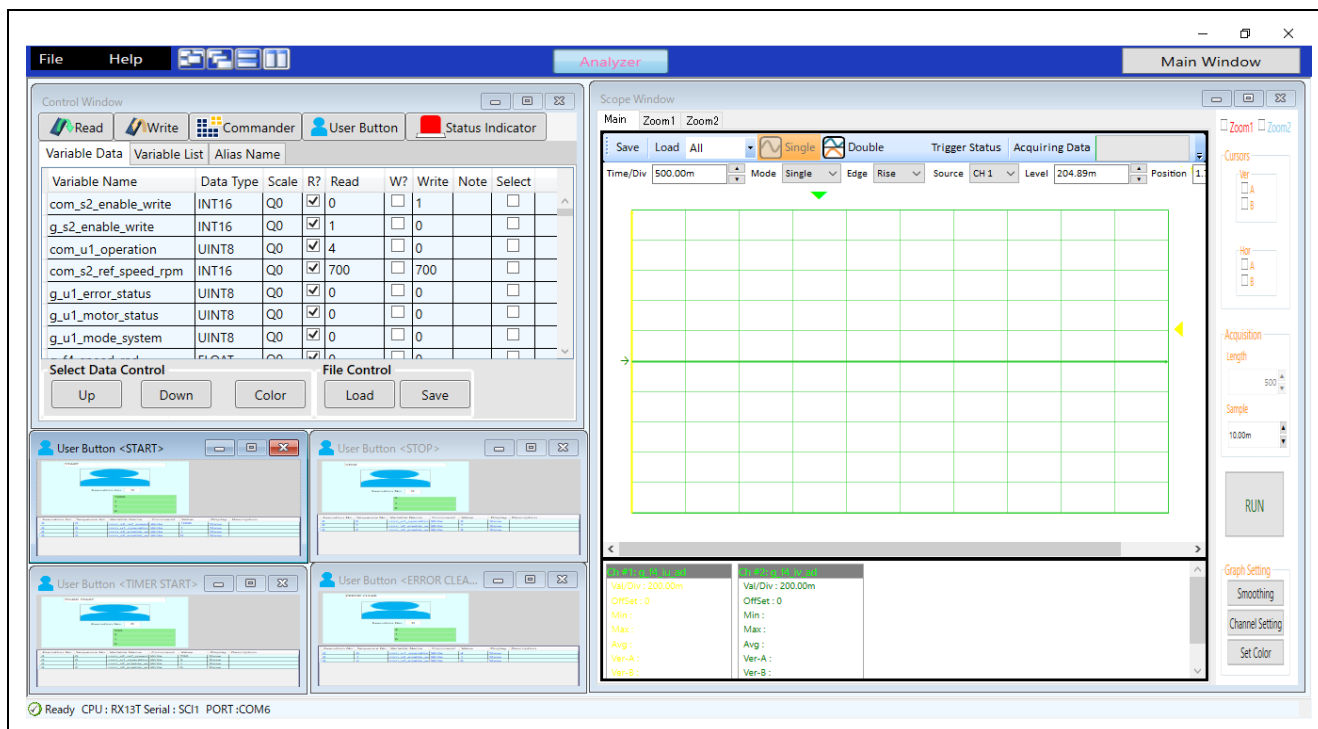 File Help Analyzer Main Window
Control Window
Read Write Commander User Button Status Indicator
Variable Data Variable List Alias Name
Variable Name Data Type Scale R? Read W? Write Note Select
com_s2_enable_write INT16 Q0 0 1
g_s2_enable_write INT16 Q0 1 0
com_u1_operation UINT8 Q0 4 0
com_s2_ref_speed_rpm INT16 Q0 700 700
g_u1_error_status UINT8 Q0 0 0
g_u1_motor_status UINT8 Q0 0 0
g_u1_mode_system UINT8 Q0 0 0
Select Data Control File Control
Up Down Color Load Save
User Button <START>
User Button <STOP>
User Button <TIMER START>
User Button <ERROR CLEA...
Scope Window
Main Zoom1 Zoom2
Save Load All Single Double Trigger Status Acquiring Data
Time/Div 500.00m Mode Single Edge Rise Source CH 1 Level 204.89m Position
Ch #1: g_f4_iu_ad
Val/Div : 200.00m
OffSet : 0
Min :
Max :
Avg :
Ver-A :
Ver-B :
Ch #2: g_f4_iv_ad
Val/Div : 200.00m
OffSet : 0
Min :
Max :
Avg :
Ver-A :
Ver-B :
Zoom1 Zoom2
Cursors
Ver
A
B
Hor
A
B
Acquisition
Length
500
Sample
10.00m
RUN
Graph Setting
Smoothing
Channel Setting
Set Color
Ready CPU : RX13T Serial : SCI1 PORT :COM6